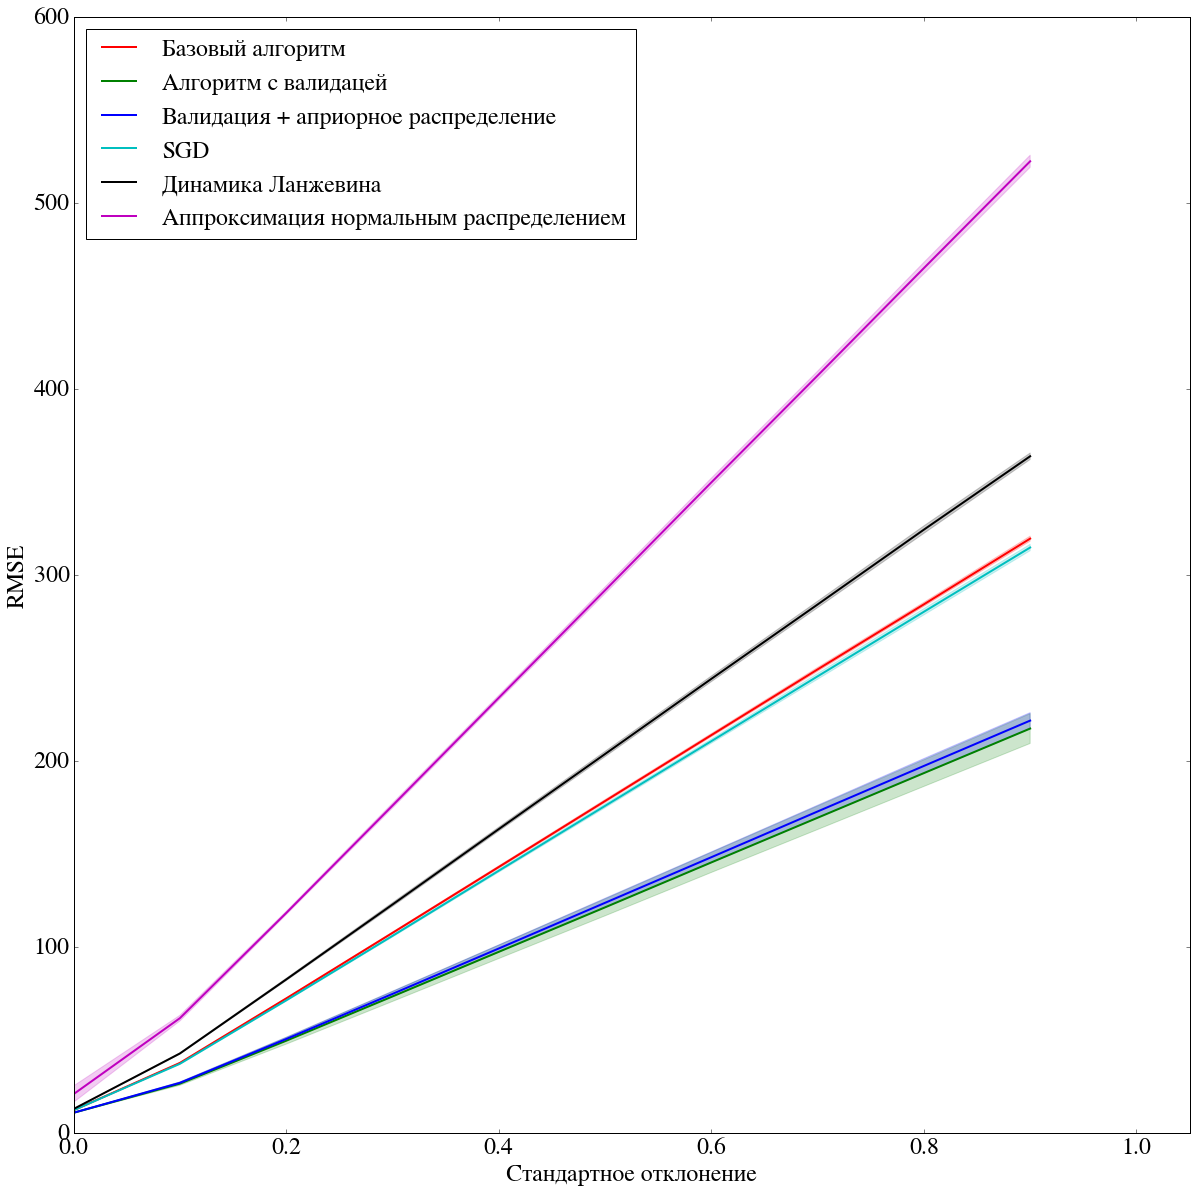 600
500
400
300
200
100
0
RMSE
Базовый алгоритм
Алгоритм с валидацей
Валидация + априорное распределение
SGD
Динамика Ланжевина
Аппроксимация нормальным распределением
0.0 0.2 0.4 0.6 0.8 1.0
Стандартное отклонение